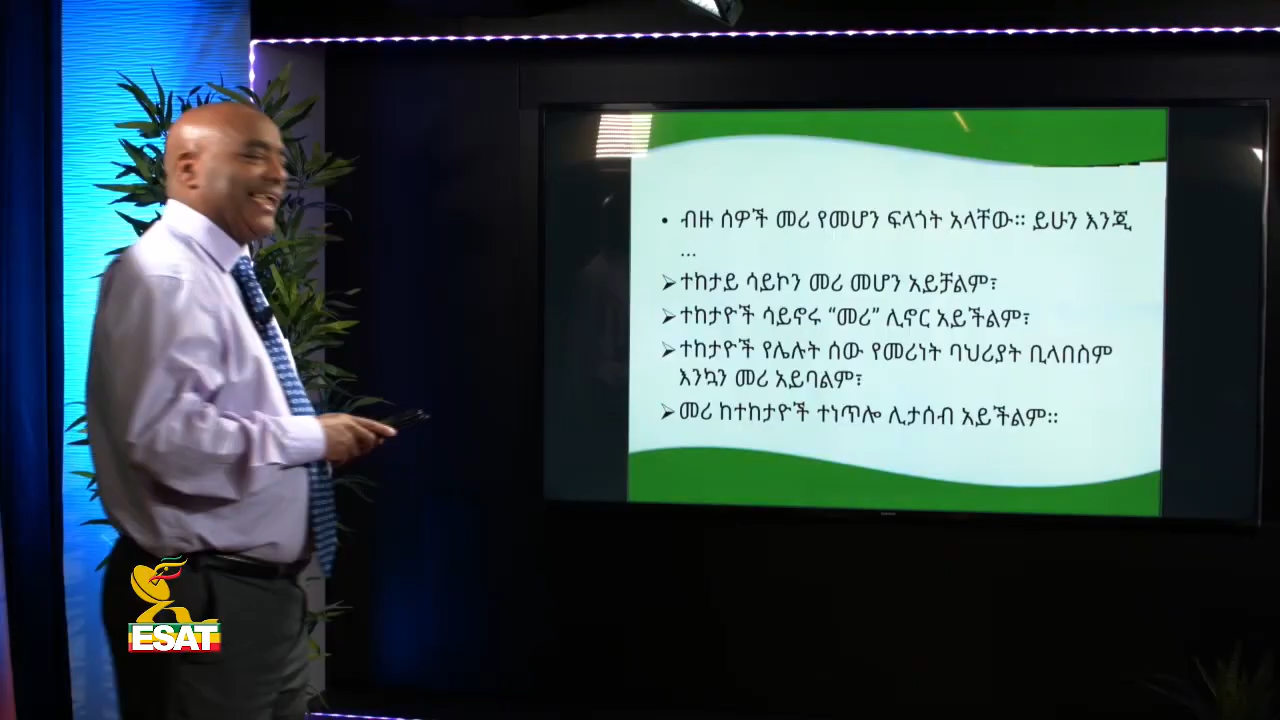 • ብዙ ሰዎች መሪ የመሆን ፍላጎት አላቸው። ይሁን እንጂ
...
➢ ተከታይ ሳይኮን መሪ መሆን አይቻልም፣
➢ ተከታዮች ሳይኖሩ “መሪ” ሊኖር አይችልም፣
➢ ተከታዮች የሌሉት ሰው የመሪነት ባህሪያት ቢላበስም
እንኳን መሪ አይባልም፣
➢ መሪ ከተከታዮች ተነጥሎ ሊታሰብ አይችልም።
ESAT